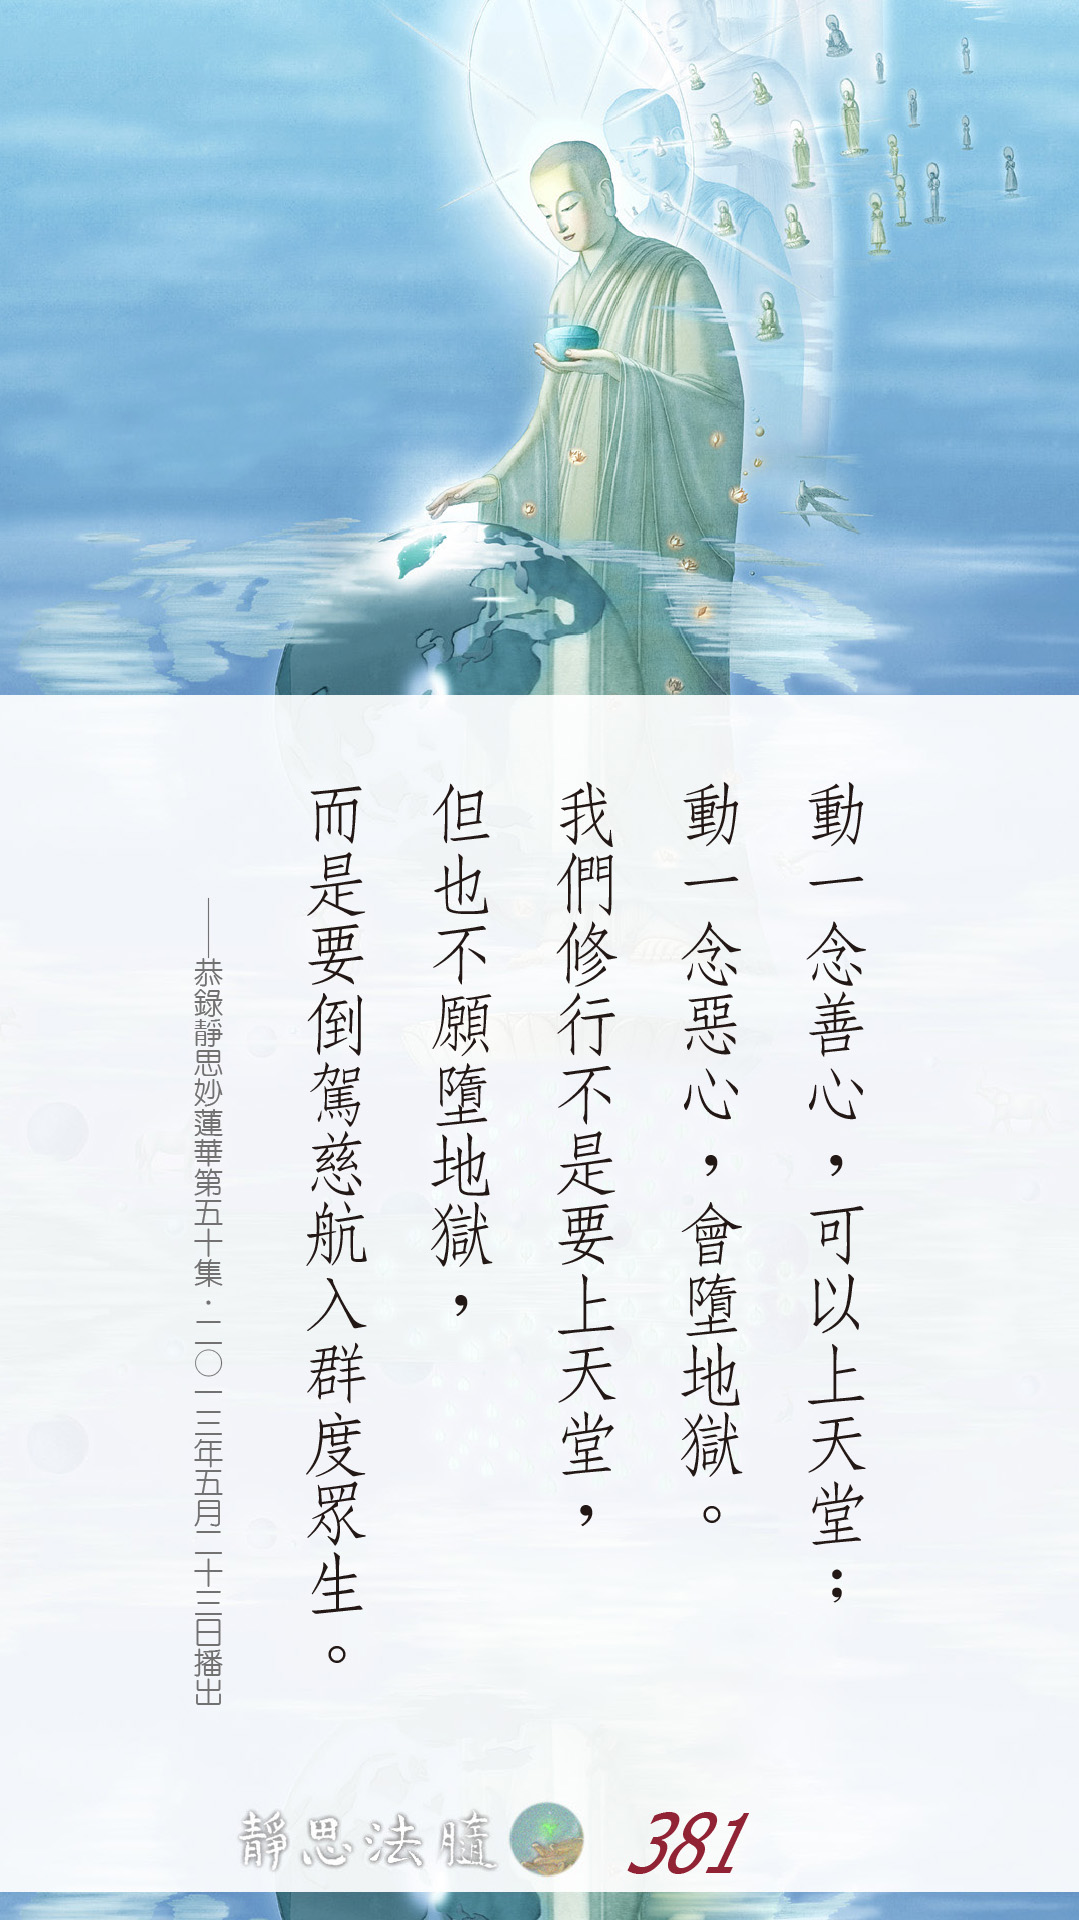 動一念善心，可以上天堂；
動一念惡心，會墮地獄。
我們修行不是要上天堂，
但也不願墮地獄，
而是要倒駕慈航入群度眾生。
——恭錄靜思妙蓮華第五十集·二〇一三年五月二十三日播出
靜思法髓
381